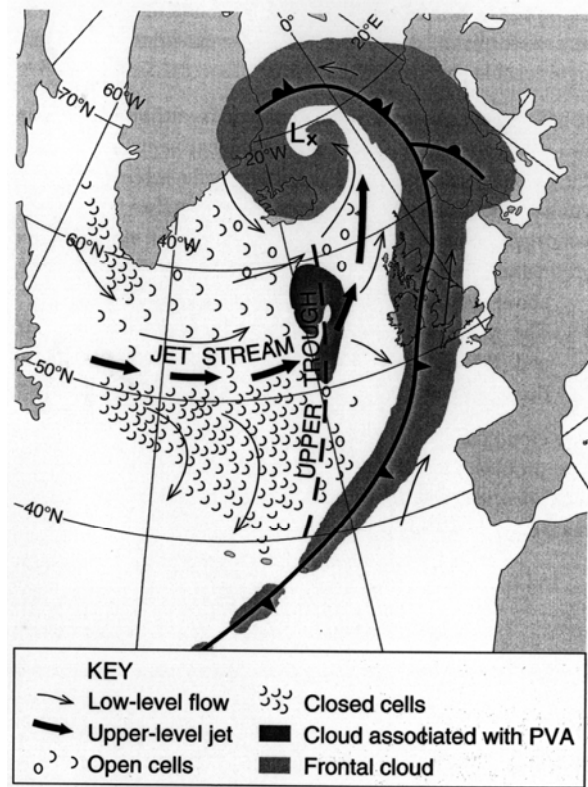 0°
20°E
60°W
70°N
Lx
20°W
60°N
40°W
JET STREAM
UPPER TROUGH
50°N
40°N
KEY
Low-level flow
Closed cells
Upper-level jet
Cloud assodiated with PVA
Open cells
Frontal cloud